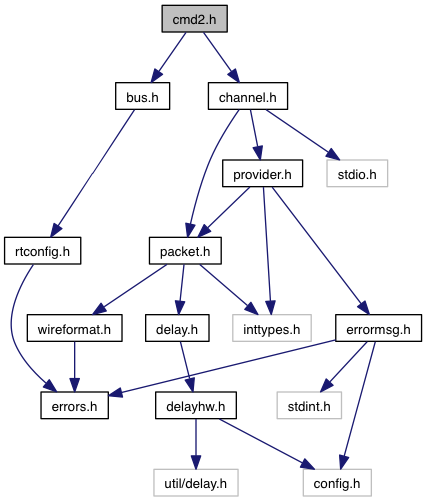 cmd2.h
bus.h
channel.h
provider.h
stdio.h
rtconfig.h
packet.h
wireformat.h
delay.h
inttypes.h
errormsg.h
errors.h
delayhw.h
stdint.h
util/delay.h
config.h